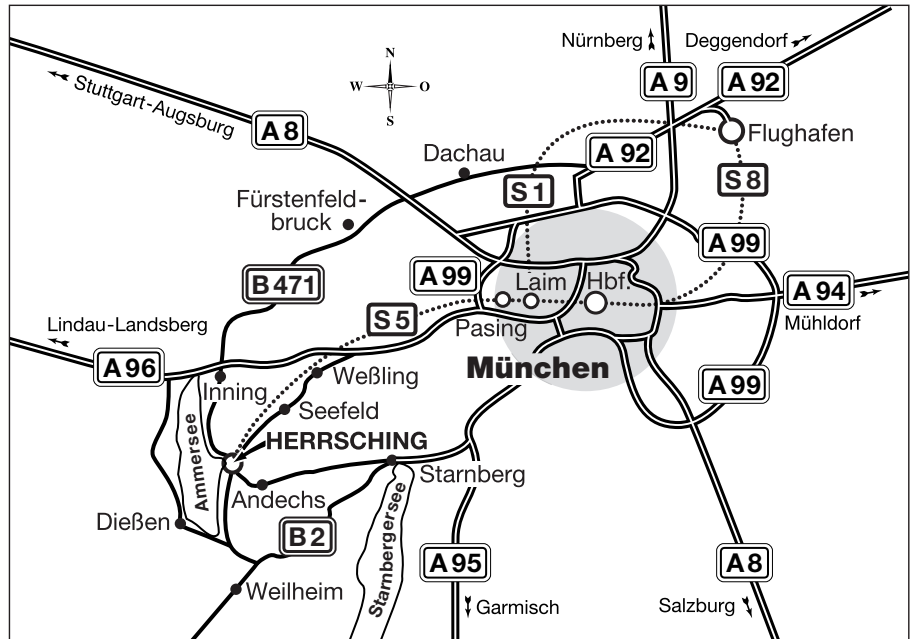 Nürnberg
Deggendorf
N
W
O
S
A 9
A 92
Stuttgart-Augsburg
A 8
Flughafen
Dachau
A 92
S 1
S 8
Fürstenfeld-
bruck
A 99
A 99
B 471
Laim
Hbf.
A 94
Lindau-Landsberg
S 5
Pasing
Mühldorf
A 96
Weßling
München
Inning
A 99
Seefeld
HERRSCHING
Ammersee
Starnberg
Andechs
Dießen
B 2
Starnbergersee
A 95
A 8
Weilheim
Garmisch
Salzburg